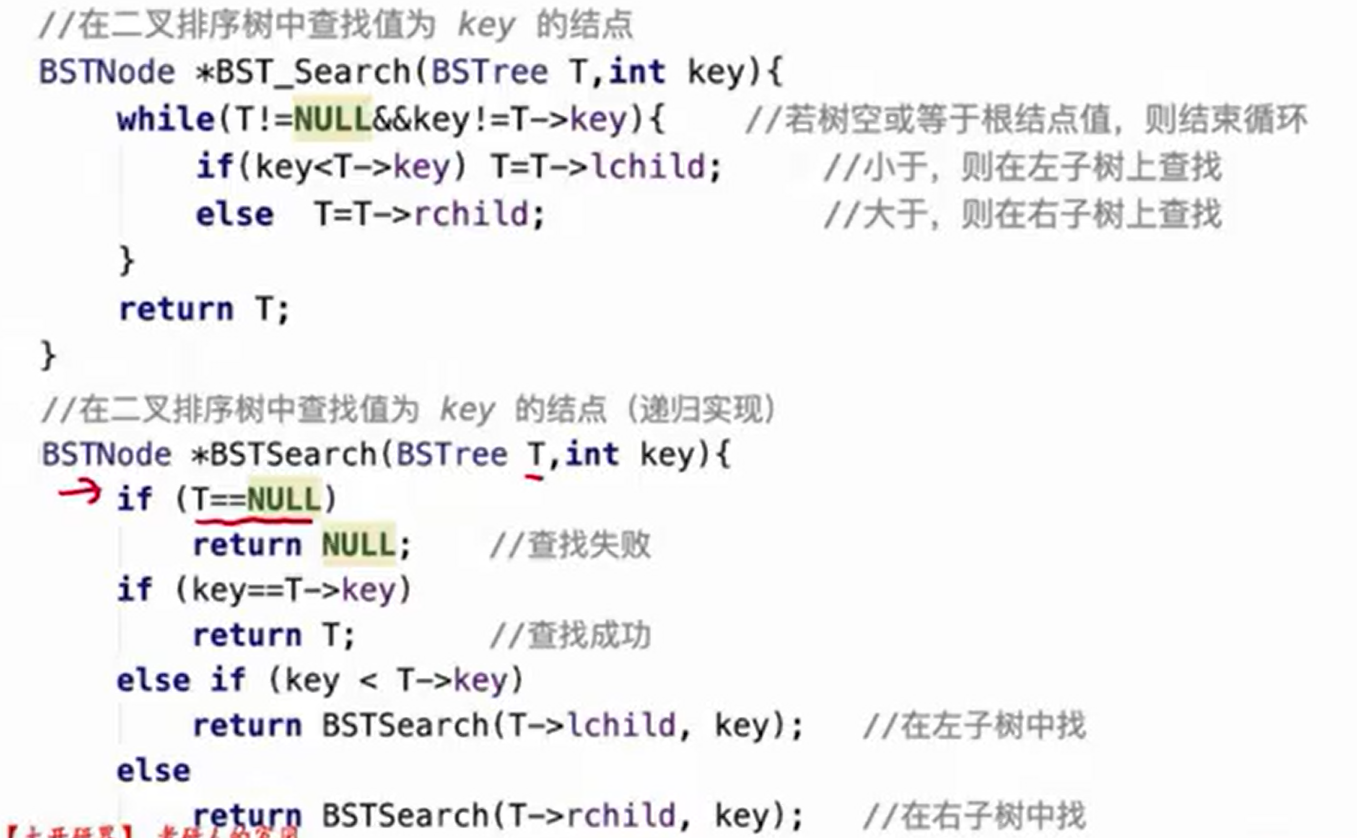 //在二叉排序树中查找值为 key 的结点
BSTNode *BST_Search(BSTree T,int key){
    while(T!=NULL&&key!=T->key){    //若树空或等于根结点值，则结束循环
        if(key<T->key) T=T->lchild;    //小于，则在左子树上查找
        else  T=T->rchild;    //大于，则在右子树上查找
    }
    return T;
}
//在二叉排序树中查找值为 key 的结点（递归实现）
BSTNode *BSTSearch(BSTree T,int key){
    if (T==NULL)
        return NULL;    //查找失败
    if (key==T->key)
        return T;    //查找成功
    else if (key < T->key)
        return BSTSearch(T->lchild, key);    //在左子树中找
    else
        return BSTSearch(T->rchild, key);    //在右子树中找